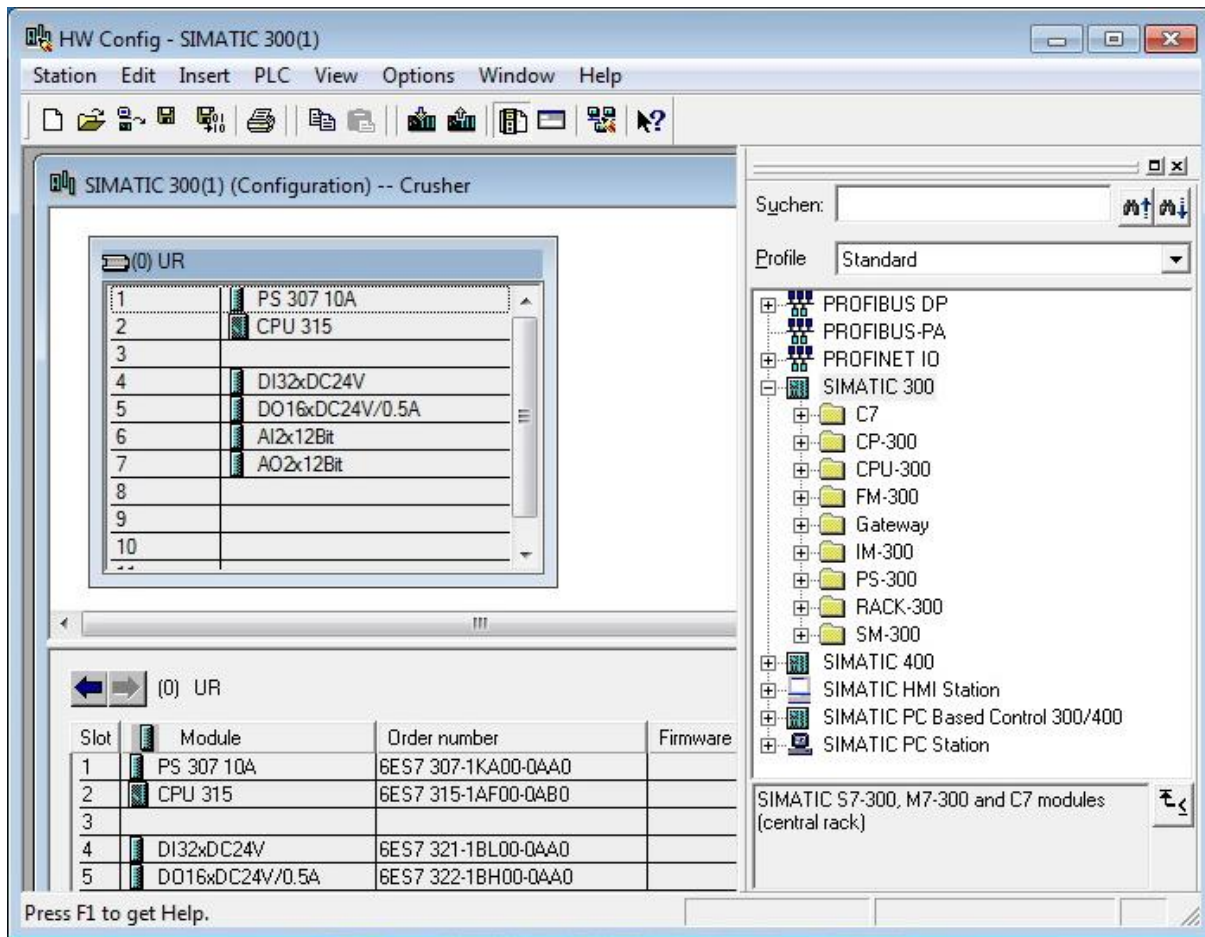 HW Config - SIMATIC 300(1)
Station Edit Insert PLC View Options Window Help
SIMATIC 300(1) (Configuration) -- Crusher
(0) UR
1 PS 307 10A
2 CPU 315
3
4 DI32xDC24V
5 DO16xDC24V/0.5A
6 AI2x12Bit
7 AO2x12Bit
8
9
10
(0) UR
Slot Module Order number Firmware
1 PS 307 10A 6ES7 307-1KA00-0AA0
2 CPU 315 6ES7 315-1AF00-0AB0
3
4 DI32xDC24V 6ES7 321-1BL00-0AA0
5 DO16xDC24V/0.5A 6ES7 322-1BH00-0AA0
Suchen:
Profile Standard
PROFIBUS DP
PROFIBUS-PA
PROFINET IO
SIMATIC 300
C7
CP-300
CPU-300
FM-300
Gateway
IM-300
PS-300
RACK-300
SM-300
SIMATIC 400
SIMATIC HMI Station
SIMATIC PC Based Control 300/400
SIMATIC PC Station
SIMATIC S7-300, M7-300 and C7 modules
(central rack)
Press F1 to get Help.